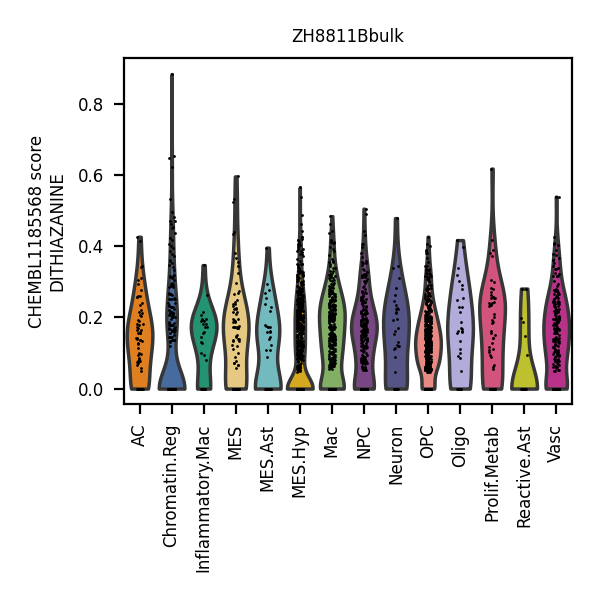 ZH8811Bbulk
CHEMBL1185568 score
DITHIAZANINE
0.8
0.6
0.4
0.2
0.0
AC
Chromatin.Reg
Inflammatory.Mac
MES
MES.Ast
MES.Hyp
Mac
NPC
Neuron
OPC
Oligo
Prolif.Metab
Reactive.Ast
Vasc